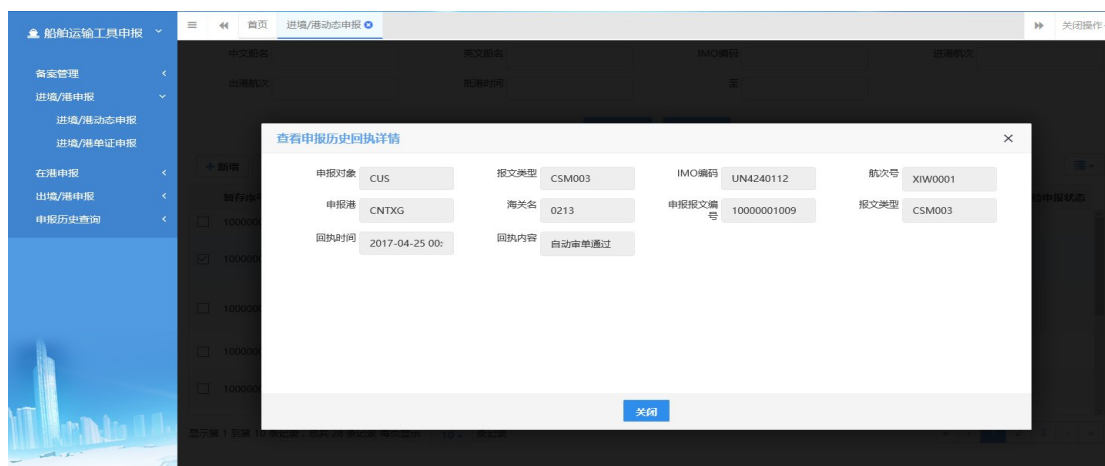 船舶运输工具申报
首页 进境/港动态申报
关闭操作
备案管理
进境/港申报
进境/港动态申报
进境/港单证申报
在港申报
出境/港申报
申报历史查询
中文船名 英文船名 IMO编码 进港航次
出港航次 抵港时间 至
+新增
查看申报历史回执详情 ×
申报对象 CUS 报文类型 CSM003 IMO编码 UN4240112 航次号 XIW0001
申报港 CNTXG 海关名 0213 申报报文编号 10000001009 报文类型 CSM003
回执时间 2017-04-25 00: 回执内容 自动审单通过
关闭